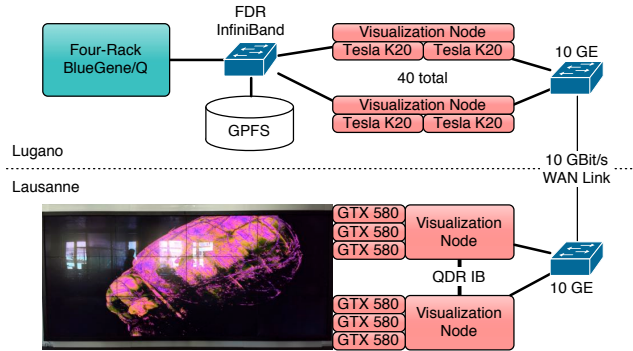 FDR
InfiniBand
Four-Rack
BlueGene/Q
GPFS
Visualization Node
Tesla K20 Tesla K20
40 total
Visualization Node
Tesla K20 Tesla K20
10 GE
Lugano
10 GBit/s
WAN Link
Lausanne
GTX 580
GTX 580
GTX 580
Visualization
Node
QDR IB
10 GE
GTX 580
GTX 580
GTX 580
Visualization
Node